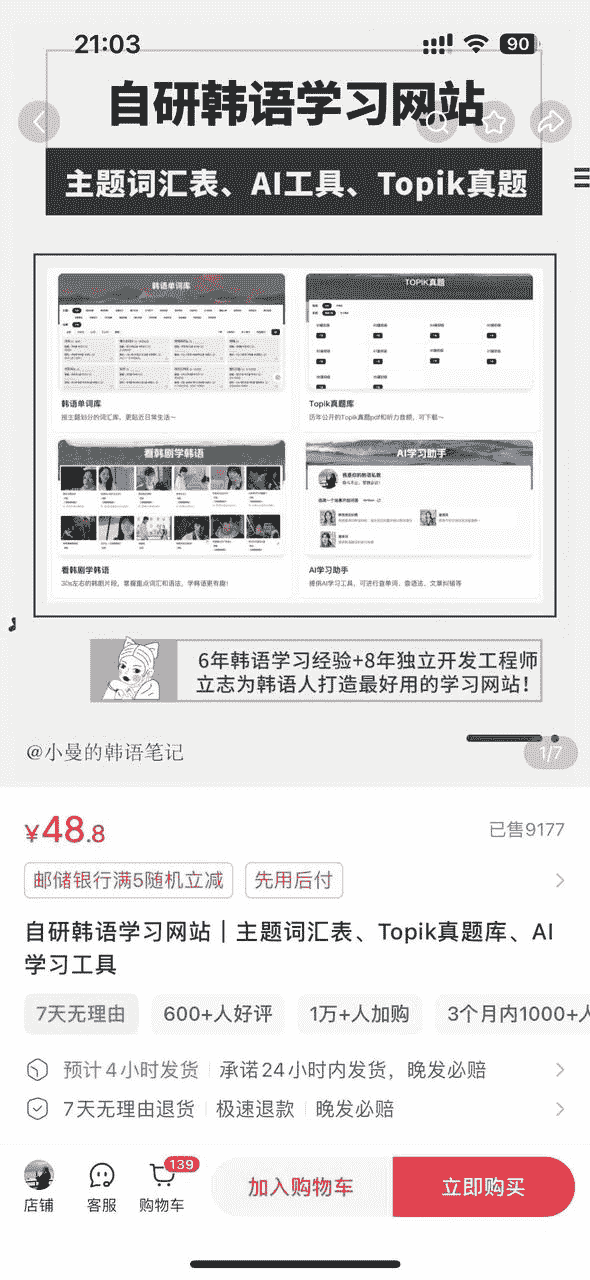 21:03
90
自研韩语学习网站
主题词汇表、AI工具、Topik真题
韩语单词库
TOPIK真题
韩语单词库
按主题划分的词汇库，更贴近日常生活～
Topik真题库
历年公开的Topik真题pdf和听力音频，可下载～
看韩剧学韩语
AI学习助手
看韩剧学韩语
30s左右的韩剧片段，掌握重点词汇和语法，学韩语更有趣！
AI学习助手
提供AI学习工具，可进行查单词、查语法、文章纠错等
6年韩语学习经验+8年独立开发工程师
立志为韩语人打造最好用的学习网站！
@小曼的韩语笔记
1/7
¥48.8
已售9177
邮储银行满5随机立减
先用后付
自研韩语学习网站｜主题词汇表、Topik真题库、AI
学习工具
7天无理由
600+人好评
1万+人加购
3个月内1000+人
预计4小时发货
承诺24小时内发货，晚发必赔
7天无理由退货
极速退款
晚发必赔
139
店铺
客服
购物车
加入购物车
立即购买